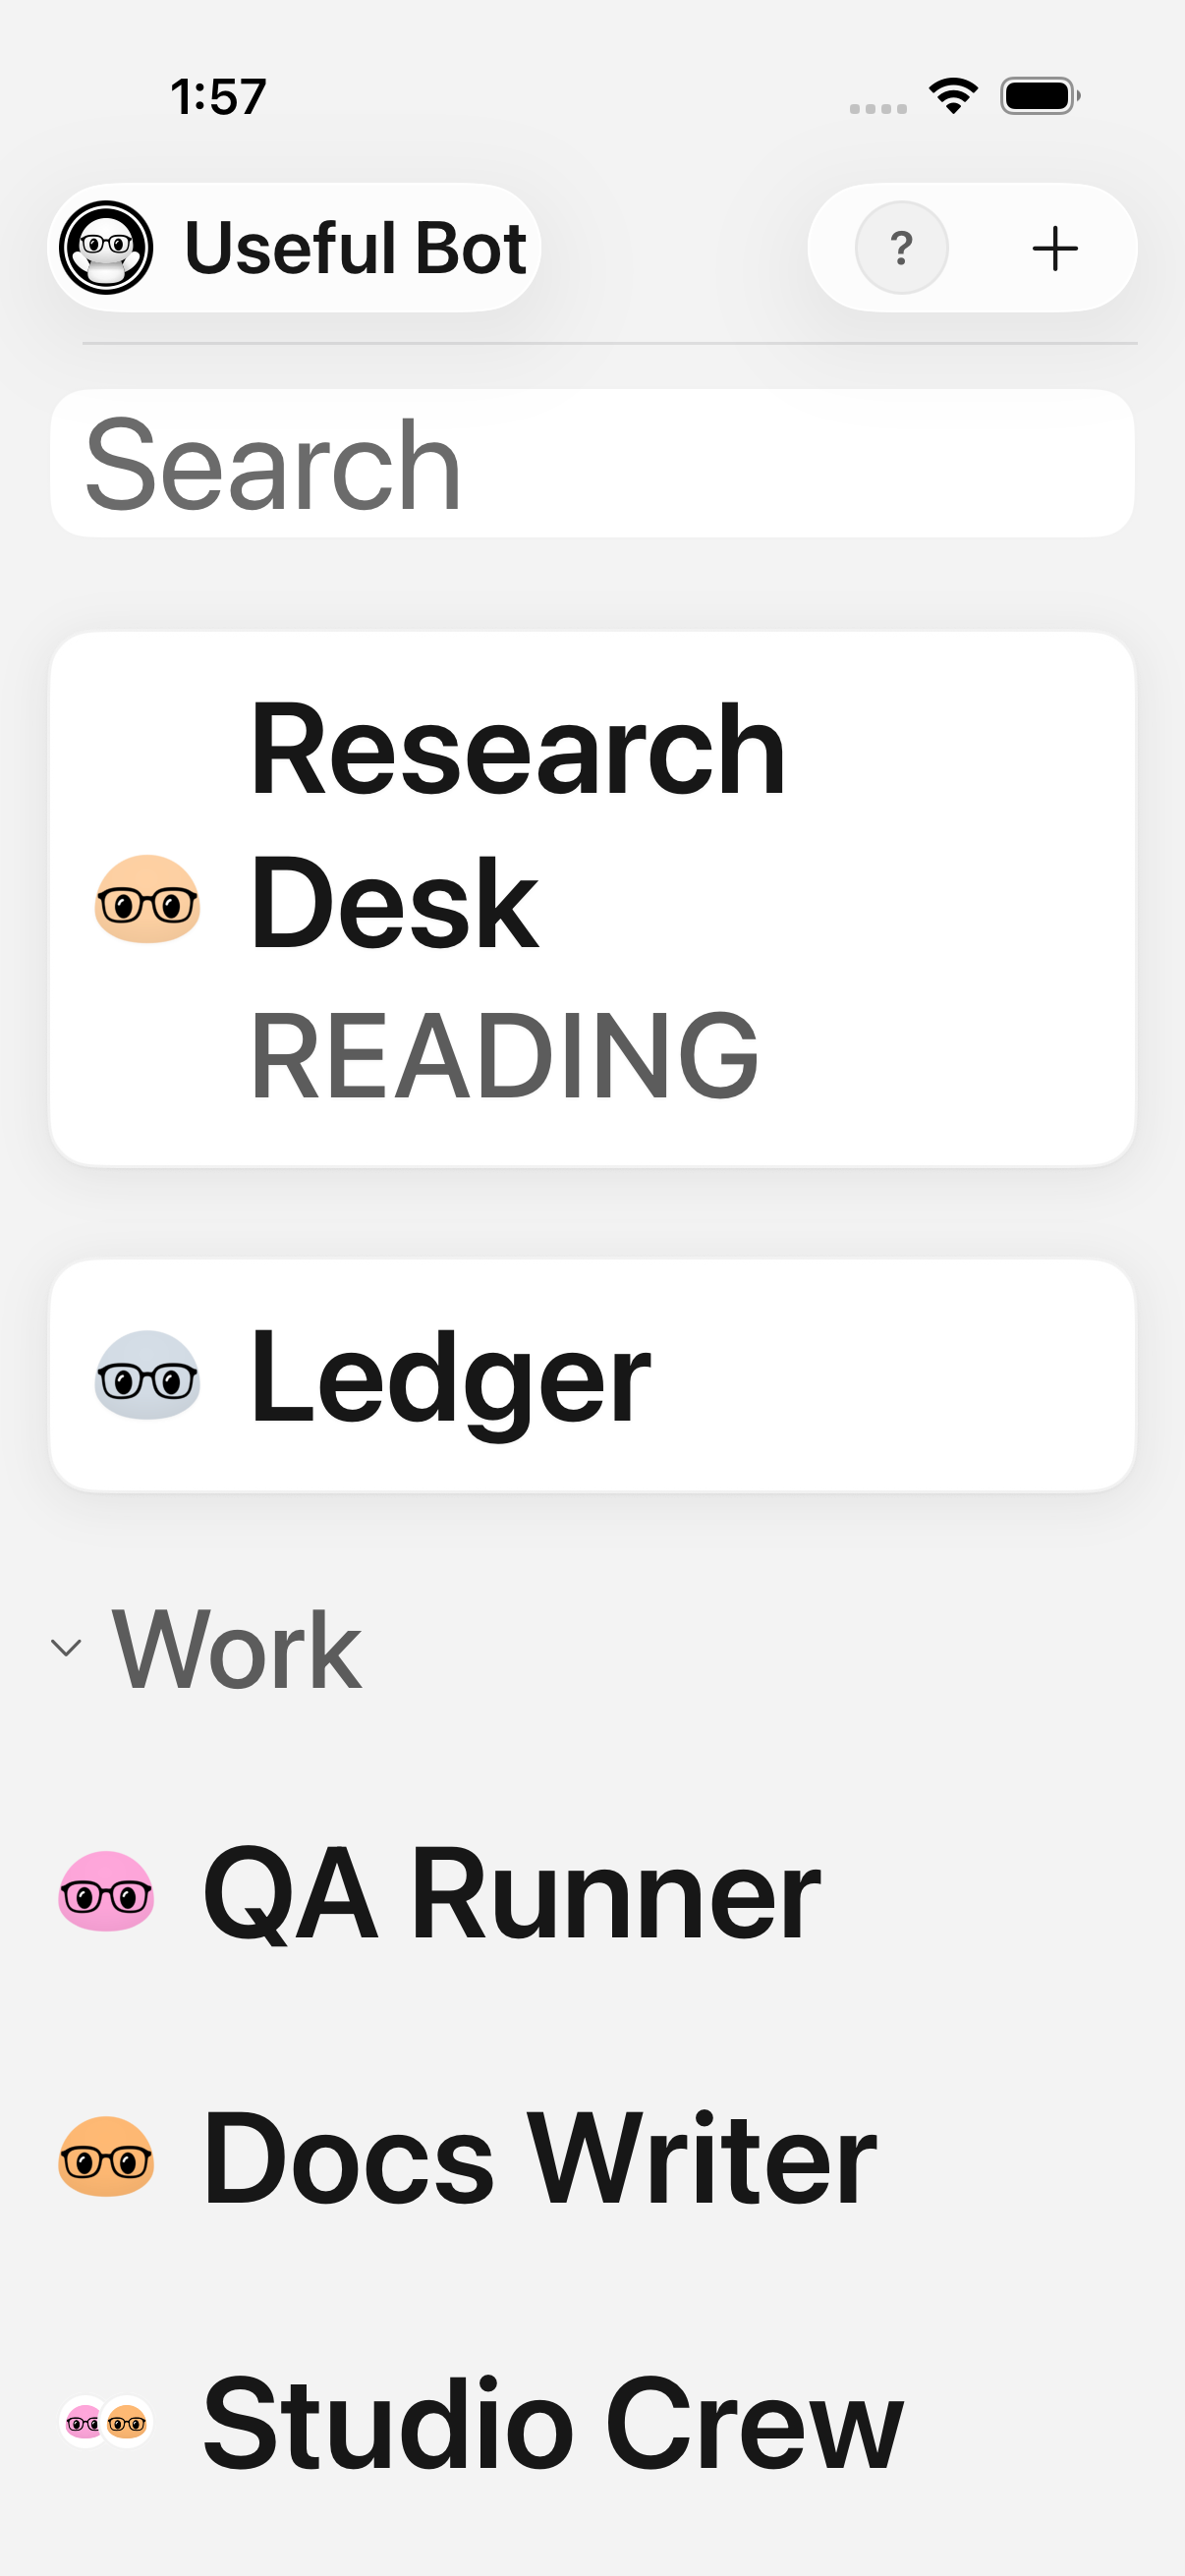 1:57
Useful Bot
?
Search
Research
Desk
READING
Ledger
Work
QA Runner
Docs Writer
Studio Crew